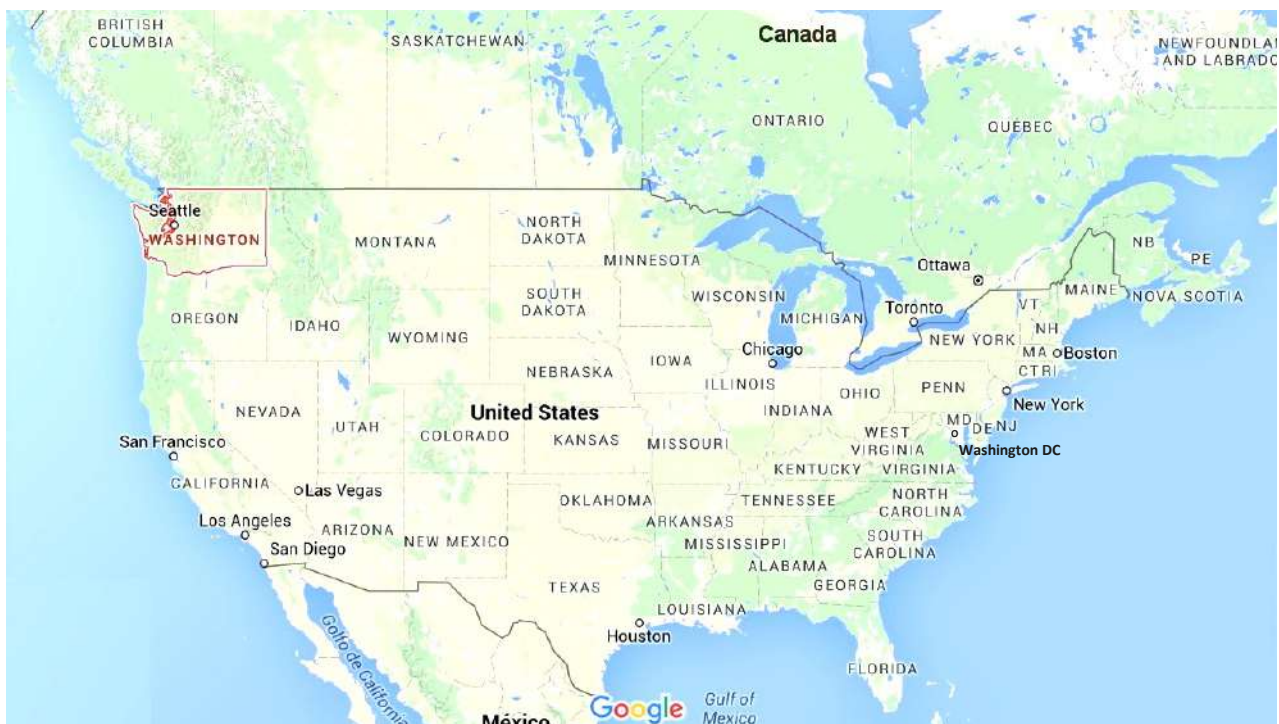 BRITISH
COLUMBIA
SASKATCHEWAN
Canada
NEWFOUNDLA
AND LABRADO
ONTARIO
QUÉBEC
Seattle
WASHINGTON
MONTANA
NORTH
DAKOTA
MINNESOTA
Ottawa
NB
PE
MAINE
NOVA SCOTIA
OREGON
IDAHO
WYOMING
SOUTH
DAKOTA
WISCONSIN
MICHIGAN
Toronto
VT
NH
NEW YORK
MA
Boston
CT
RI
Chicago
IOWA
NEBRASKA
ILLINOIS
INDIANA
OHIO
PENN
New York
NEVADA
UTAH
COLORADO
United States
KANSAS
MISSOURI
WEST
VIRGINIA
MD
DE
NJ
Washington DC
KENTUCKY
VIRGINIA
San Francisco
CALIFORNIA
Las Vegas
Los Angeles
San Diego
ARIZONA
NEW MEXICO
OKLAHOMA
ARKANSAS
TENNESSEE
NORTH
CAROLINA
SOUTH
CAROLINA
MISSISSIPPI
ALABAMA
GEORGIA
TEXAS
LOUISIANA
Houston
FLORIDA
Golfo de California
México
Google
Gulf of
Mexico